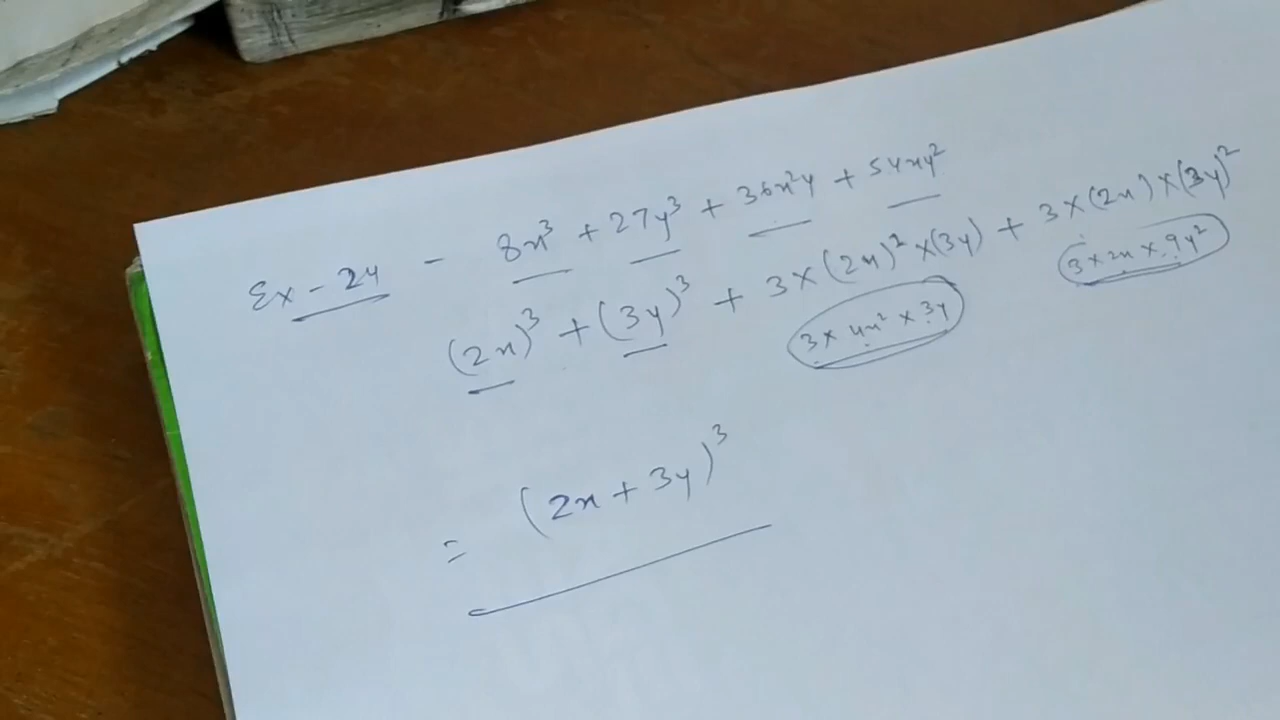 Ex - 24 - 8x³ + 27y³ + 36x²y + 54xy²
(2x)³ + (3y)³ + 3×(2x)²×(3y) + 3×(2x)×(3y)²
3×4x²×3y 3×2x×9y²
= (2x + 3y)³